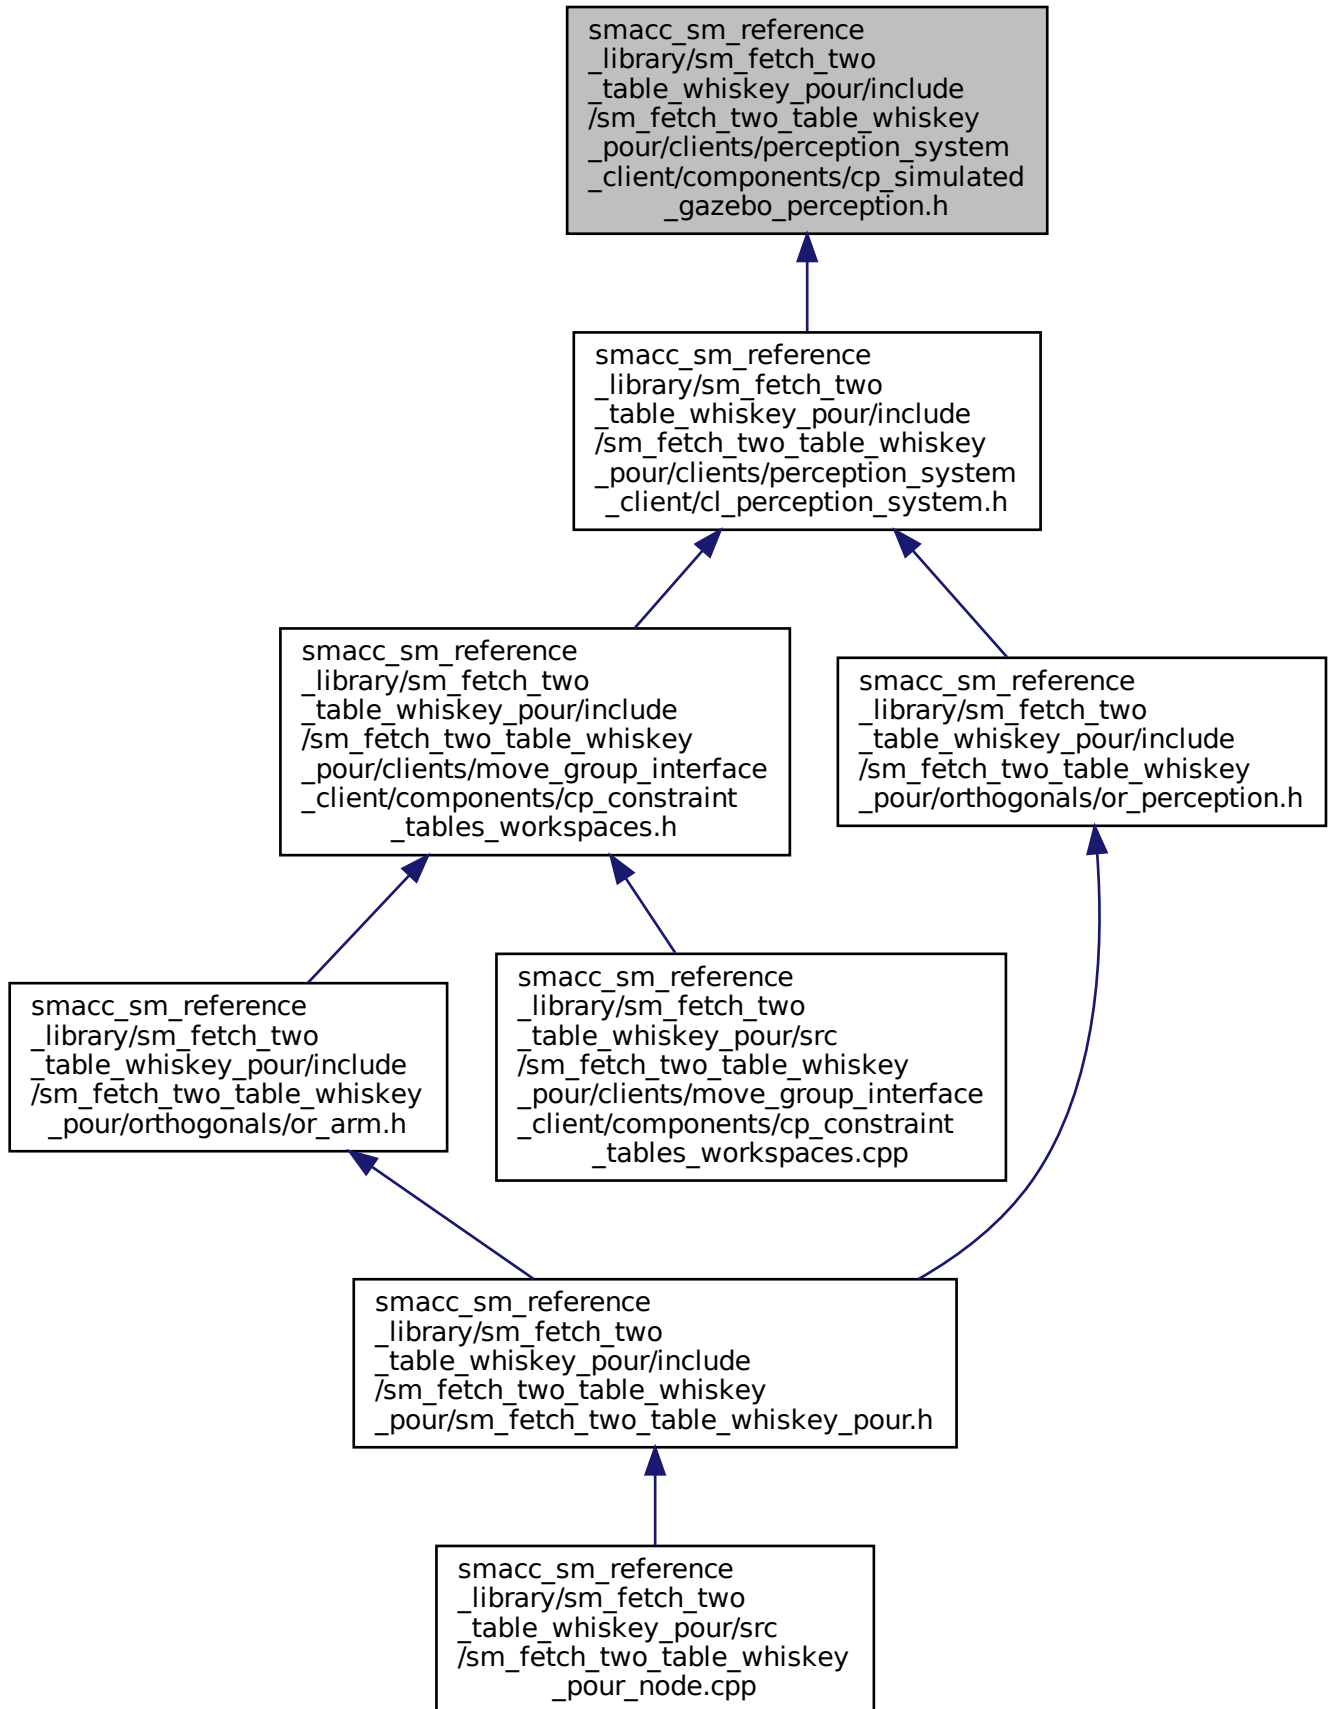 smacc_sm_reference
_library/sm_fetch_two
_table_whiskey_pour/include
/sm_fetch_two_table_whiskey
_pour/clients/perception_system
_client/components/cp_simulated
_gazebo_perception.h
smacc_sm_reference
_library/sm_fetch_two
_table_whiskey_pour/include
/sm_fetch_two_table_whiskey
_pour/clients/perception_system
_client/cl_perception_system.h
smacc_sm_reference
_library/sm_fetch_two
_table_whiskey_pour/include
/sm_fetch_two_table_whiskey
_pour/clients/move_group_interface
_client/components/cp_constraint
_tables_workspaces.h
smacc_sm_reference
_library/sm_fetch_two
_table_whiskey_pour/include
/sm_fetch_two_table_whiskey
_pour/orthogonals/or_perception.h
smacc_sm_reference
_library/sm_fetch_two
_table_whiskey_pour/include
/sm_fetch_two_table_whiskey
_pour/orthogonals/or_arm.h
smacc_sm_reference
_library/sm_fetch_two
_table_whiskey_pour/src
/sm_fetch_two_table_whiskey
_pour/clients/move_group_interface
_client/components/cp_constraint
_tables_workspaces.cpp
smacc_sm_reference
_library/sm_fetch_two
_table_whiskey_pour/include
/sm_fetch_two_table_whiskey
_pour/sm_fetch_two_table_whiskey_pour.h
smacc_sm_reference
_library/sm_fetch_two
_table_whiskey_pour/src
/sm_fetch_two_table_whiskey
_pour_node.cpp